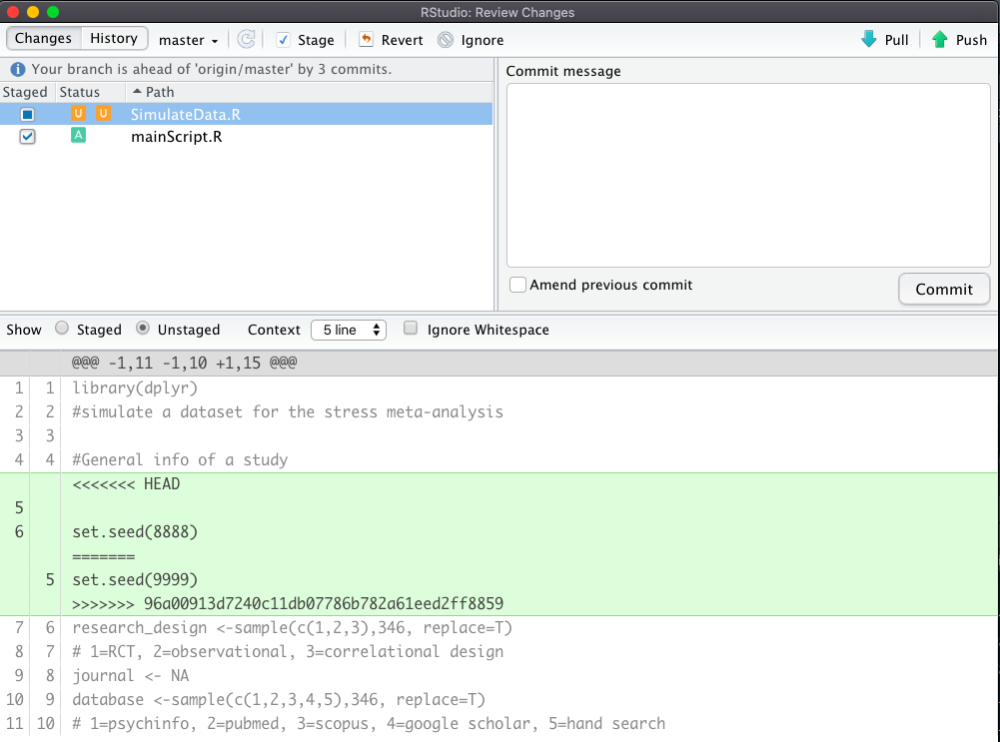 RStudio: Review Changes
Changes History master Stage Revert Ignore Pull Push
Your branch is ahead of 'origin/master' by 3 commits.
Staged Status Path
U U SimulateData.R
A mainScript.R
Commit message
Amend previous commit
Commit
Show Staged Unstaged Context 5 line Ignore Whitespace
@@@ -1,11 -1,10 +1,15 @@@
1 1 library(dplyr)
2 2 #simulate a dataset for the stress meta-analysis
3 3
4 4 #General info of a study
<<<<<<< HEAD
5
6 set.seed(8888)
=======
5 set.seed(9999)
>>>>>>> 96a00913d7240c11db07786b782a61eed2ff8859
7 6 research_design <-sample(c(1,2,3),346, replace=T)
8 7 # 1=RCT, 2=observational, 3=correlational design
9 8 journal <- NA
10 9 database <-sample(c(1,2,3,4,5),346, replace=T)
11 10 # 1=psychinfo, 2=pubmed, 3=scopus, 4=google scholar, 5=hand search